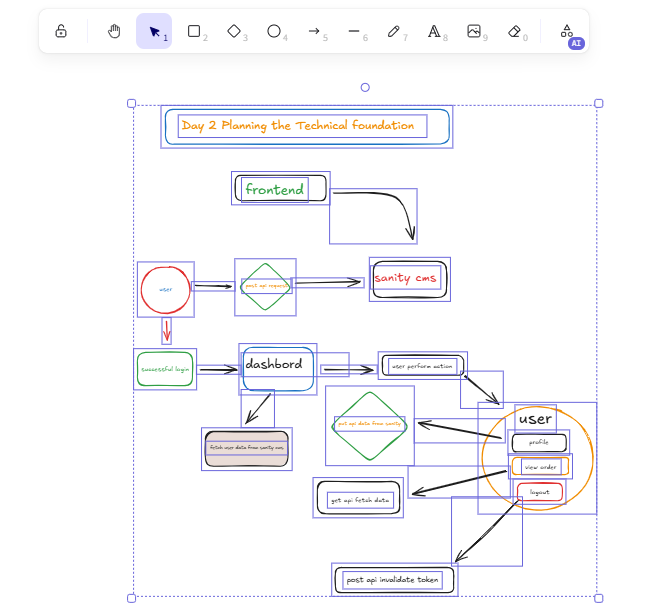 1
2
3
4
5
6
7
8
9
0
AI
Day 2 Planning the Technical foundation
frontend
user
post api request
sanity cms
successful login
dashbord
user perform action
fetch user data from sanity cms
put api data from sanity
user
profile
view order
logout
get api fetch data
post api invalidate token